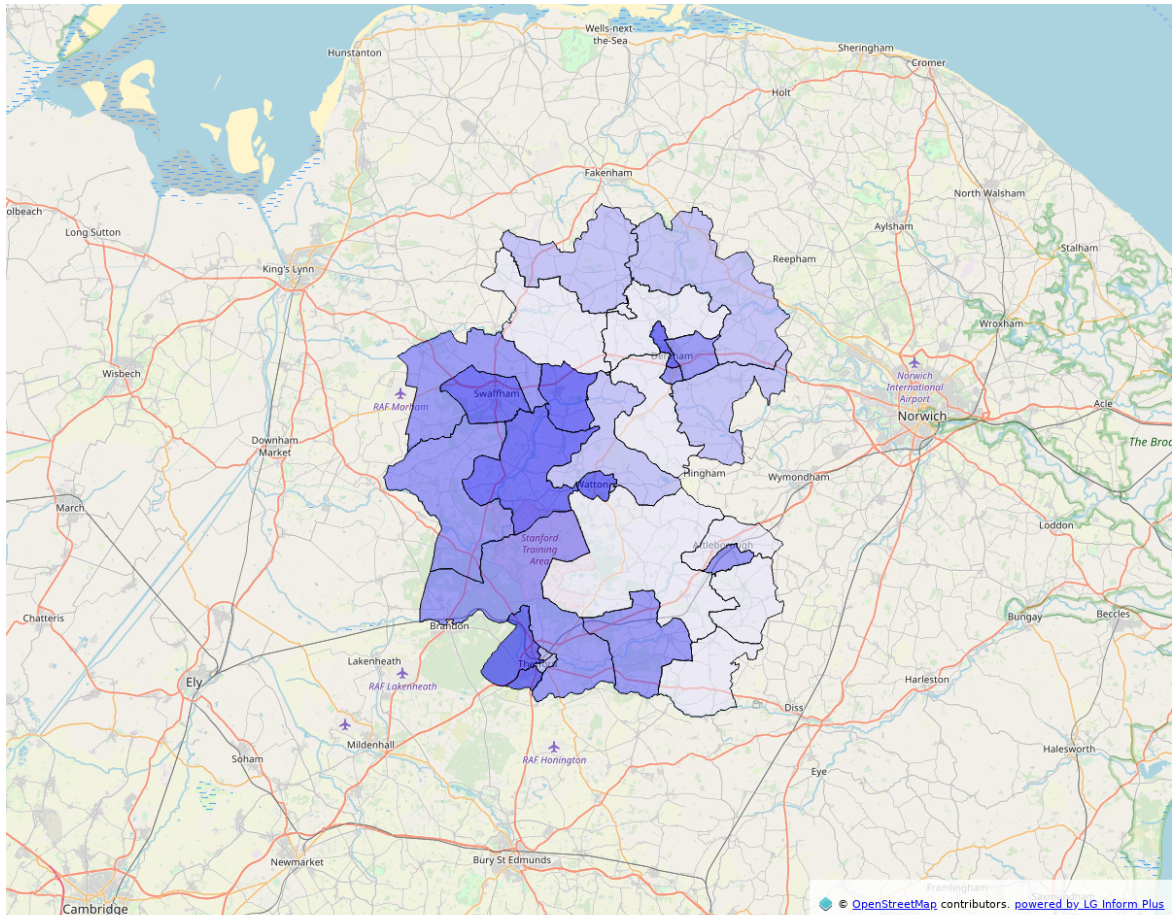 Wells-next-
the-Sea
Hunstanton
Sheringham
Cromer
Holt
Fakenham
North Walsham
olbeach
Long Sutton
Aylsham
Stalham
Reepham
King's Lynn
Wroxham
Dereham
Wisbech
Norwich
International
Airport
Swaffham
RAF Marham
Acle
Norwich
Downham
Market
The Broa
Hingham
Wymondham
Watton
March
Loddon
Stanford
Training
Area
Attleborough
Chatteris
Brandon
Bungay
Beccles
Lakenheath
Thetford
Ely
RAF Lakenheath
Harleston
Diss
Mildenhall
RAF Honington
Halesworth
Soham
Eye
Newmarket
Bury St Edmunds
Framlingham
Cambridge
© OpenStreetMap contributors. powered by LG Inform Plus